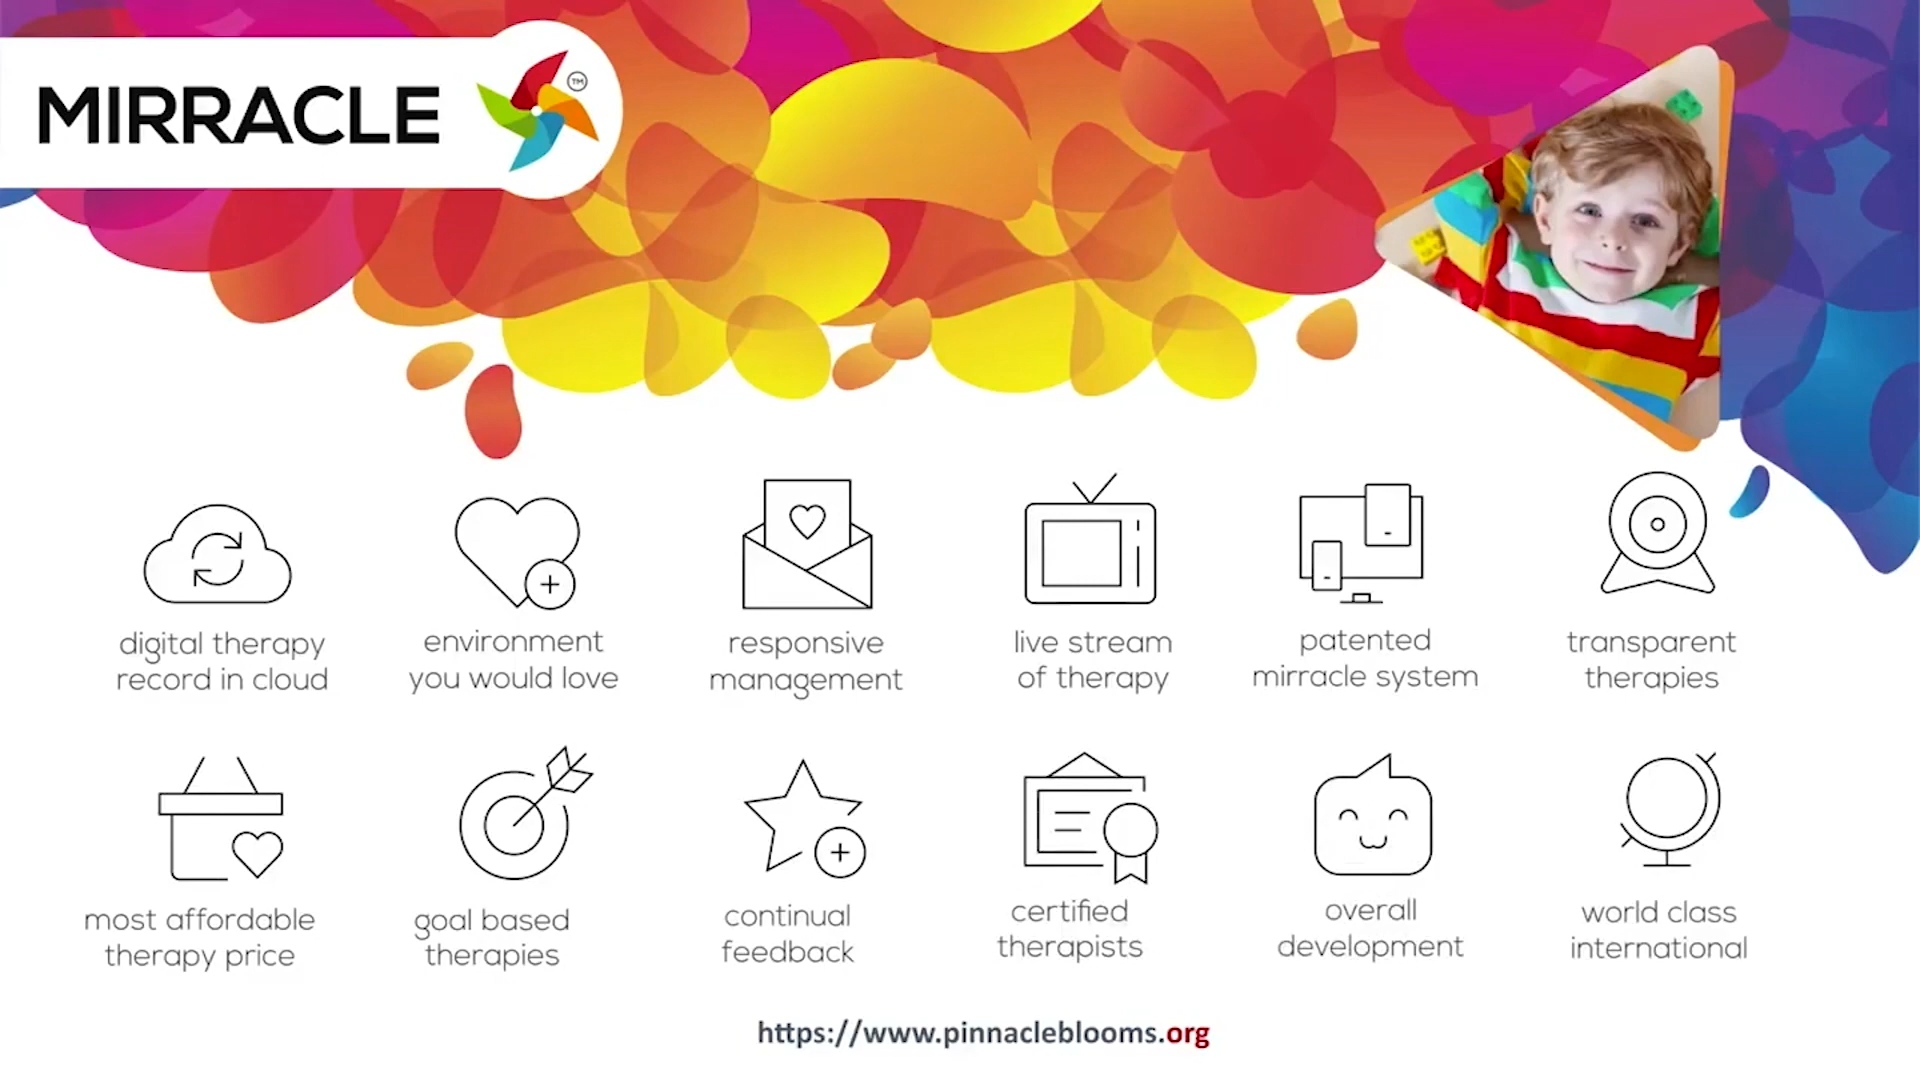 MIRRACLE
TM
digital therapy
record in cloud
environment
you would love
responsive
management
live stream
of therapy
patented
mirracle system
transparent
therapies
most affordable
therapy price
goal based
therapies
continual
feedback
certified
therapists
overall
development
world class
international
https://www.pinnacleblooms.org